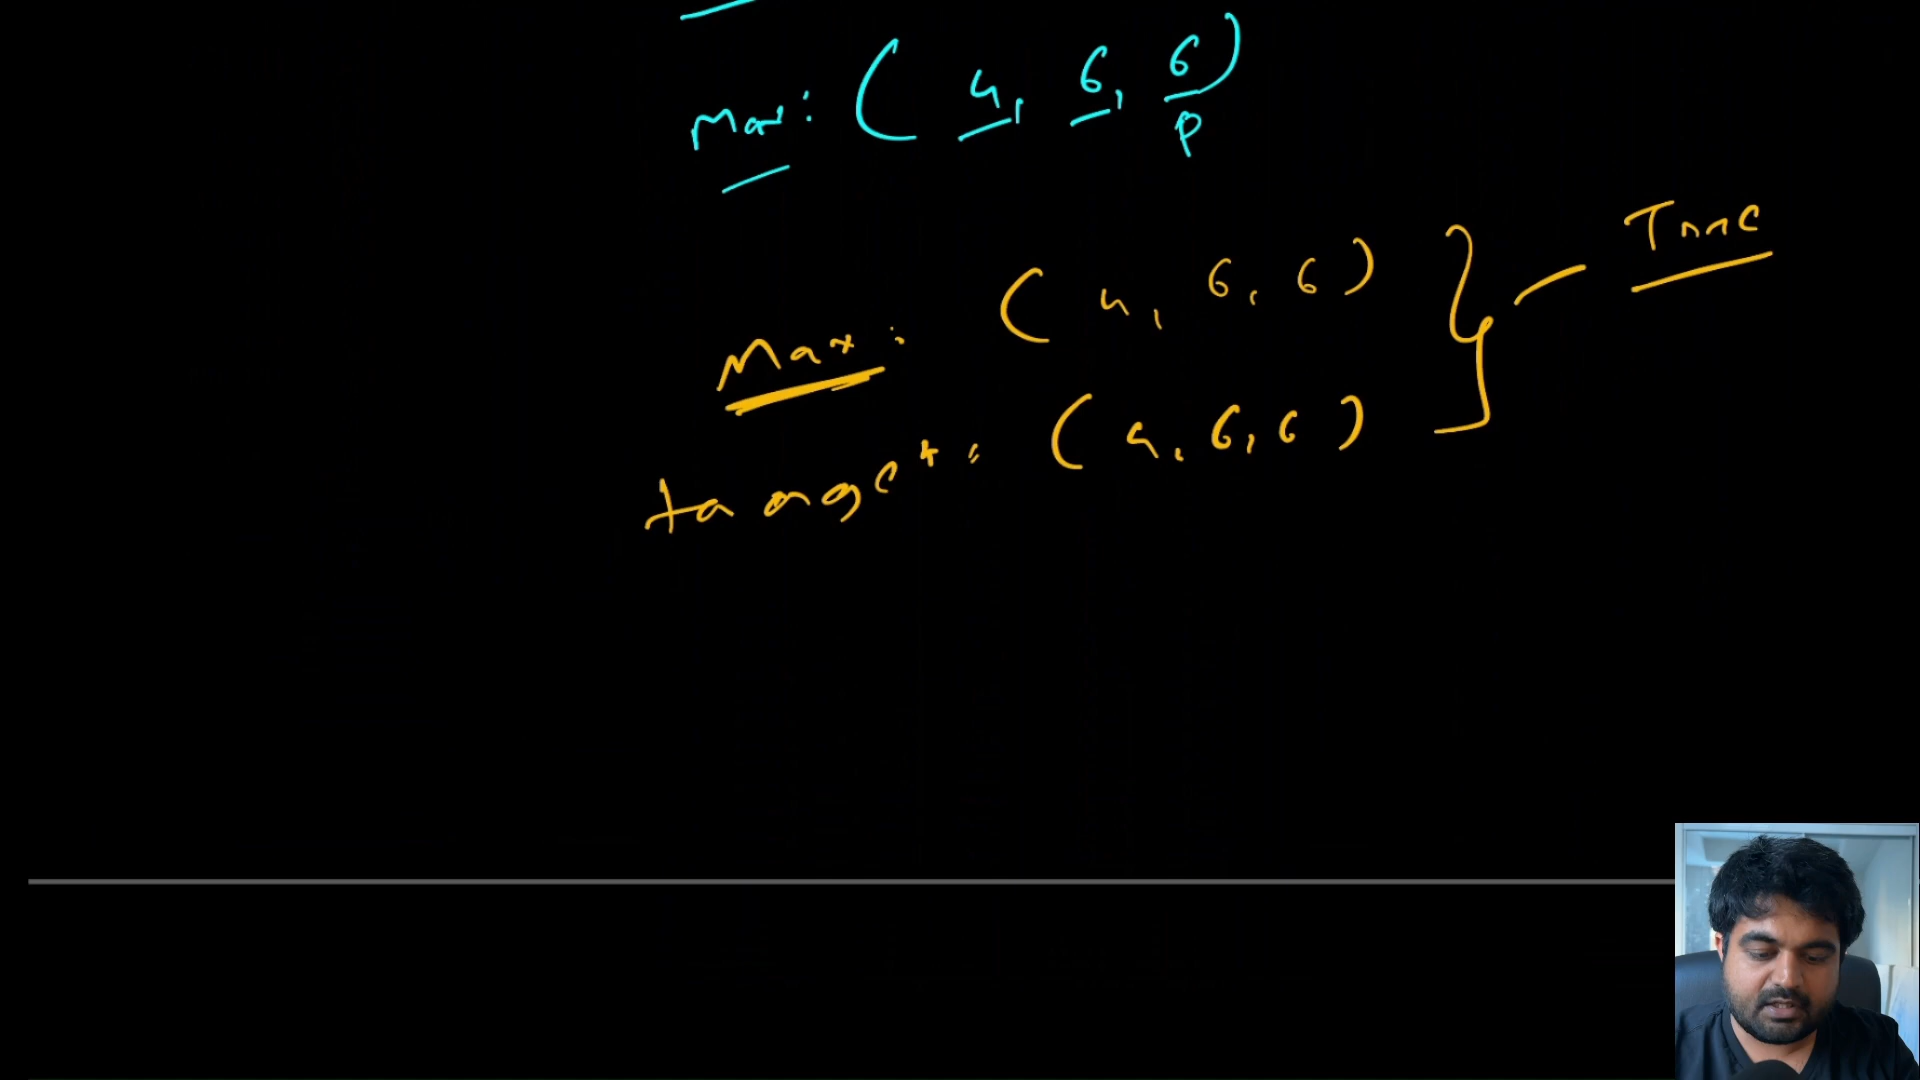 Max: ( 4, 6, 6 )
P
Max: ( 4, 6, 6 )
True
target: ( 4, 6, 6 )